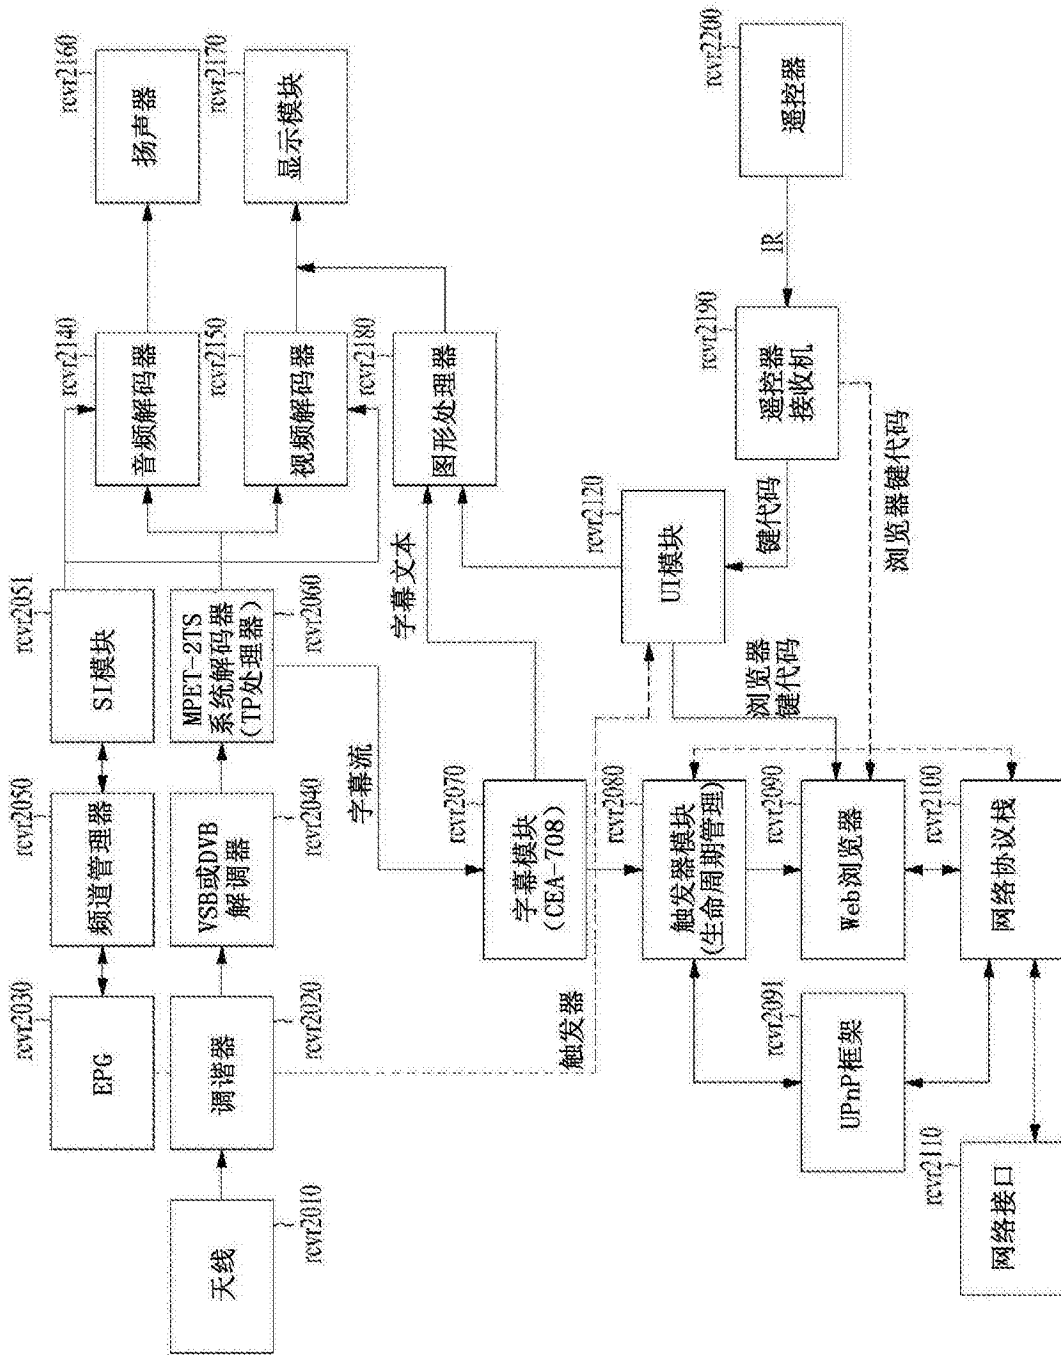 rcvr2010
天线
rcvr2030
EPG
rcvr2020
调谐器
rcvr2050
频道管理器
rcvr2040
VSB或DVB
解调器
rcvr2051
SI模块
rcvr2060
MPET-2TS
系统解码器
(TP处理器)
rcvr2140
音频解码器
rcvr2150
视频解码器
rcvr2180
图形处理器
rcvr2160
扬声器
rcvr2170
显示模块
字幕流
字幕文本
触发器
rcvr2070
字幕模块
(CEA-708)
rcvr2080
触发器模块
(生命周期管理)
rcvr2090
Web浏览器
rcvr2100
网络协议栈
rcvr2091
UPnP框架
rcvr2110
网络接口
rcvr2120
UI模块
浏览器
键代码
键代码
浏览器键代码
rcvr2190
遥控器
接收机
IR
rcvr2200
遥控器